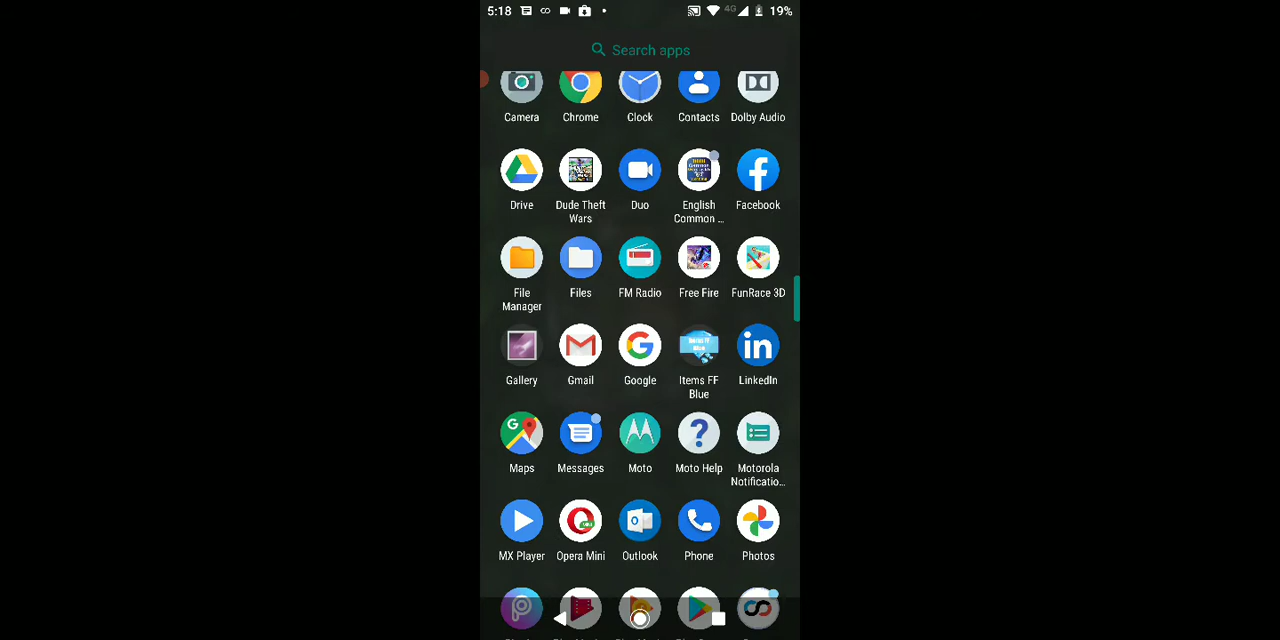 5:18 4G 19%
Search apps
Camera Chrome Clock Contacts Dolby Audio
Drive Dude Theft Wars Duo English Common ... Facebook
File Manager Files FM Radio Free Fire FunRace 3D
Gallery Gmail Google Items FF Blue LinkedIn
Maps Messages Moto Moto Help Motorola Notificatio...
MX Player Opera Mini Outlook Phone Photos